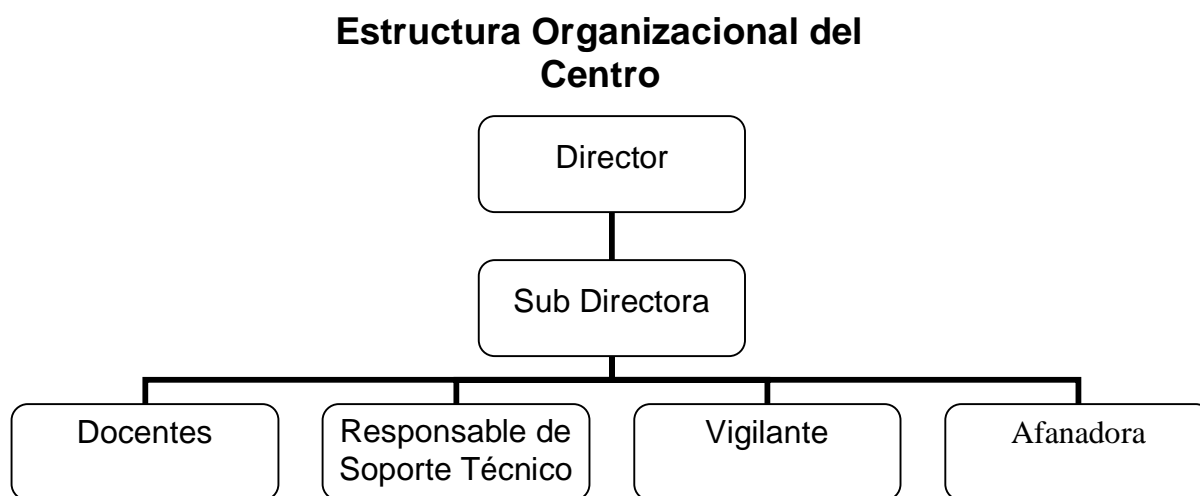 Estructura Organizacional del
Centro
Director
Sub Directora
Docentes
Responsable de
Soporte Técnico
Vigilante
Afanadora